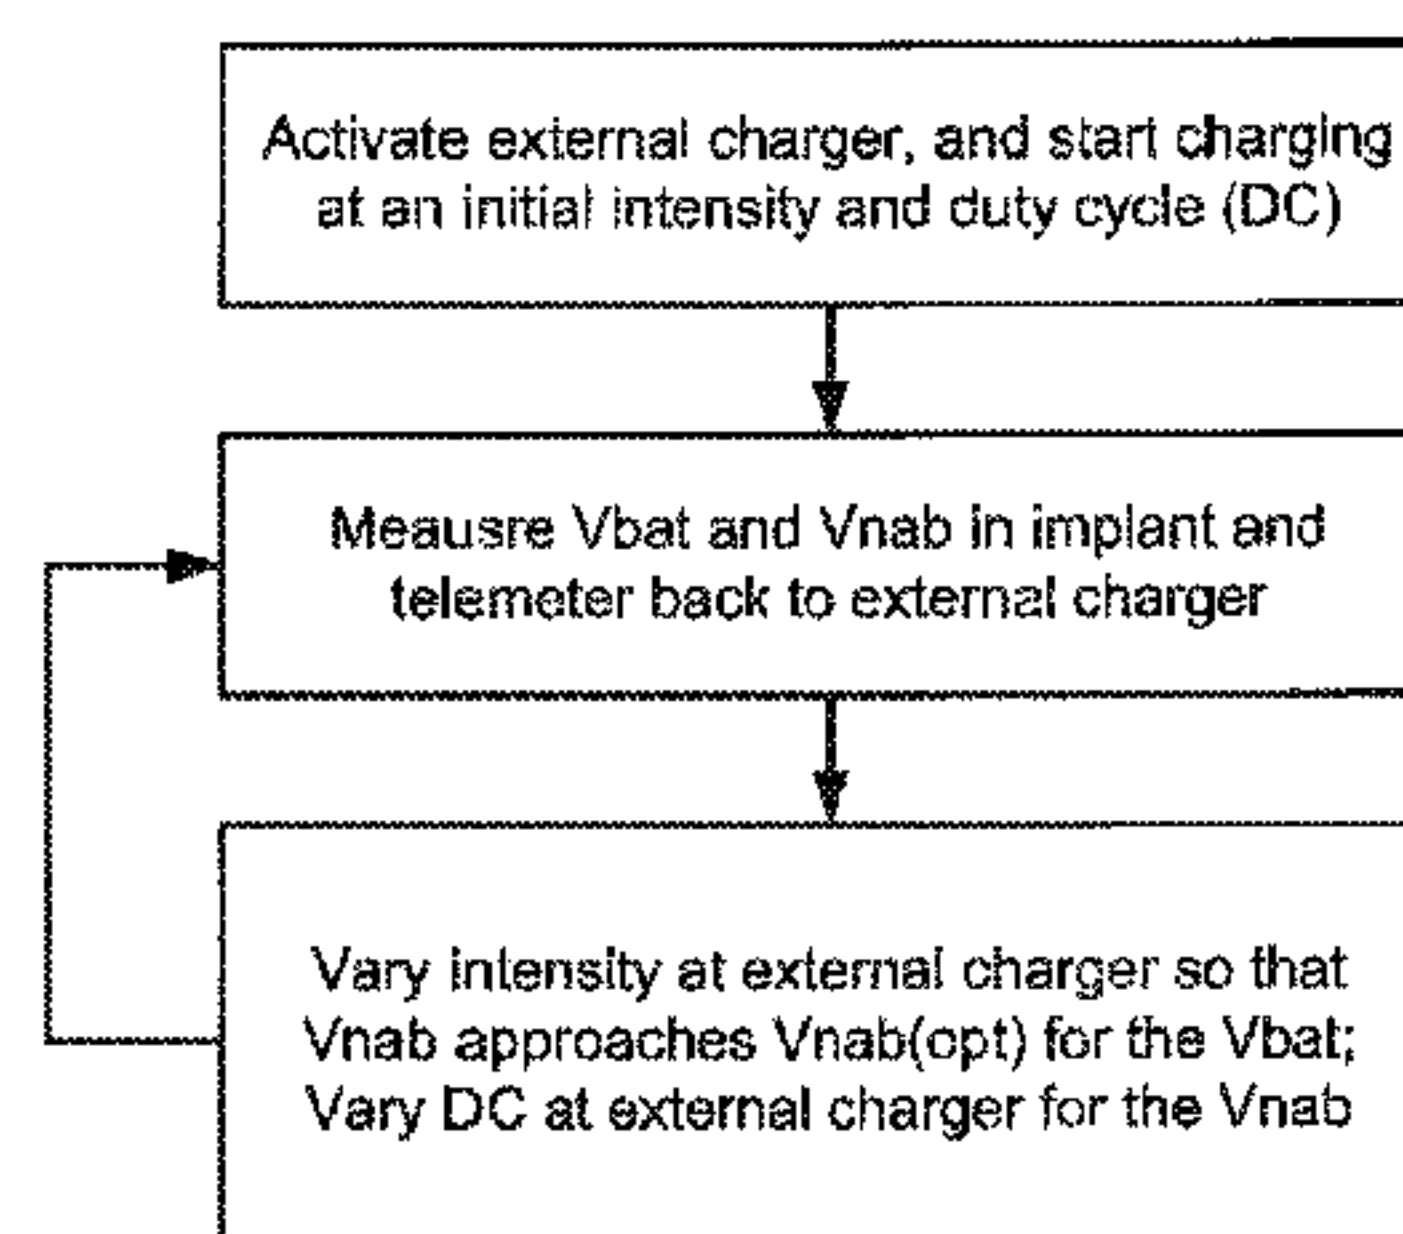 Activate external charger, and start charging
at an initial intensity and duty cycle (DC)
Meausre Vbat and Vnab in implant and
telemeter back to external charger
Vary intensity at external charger so that
Vnab approaches Vnab(opt) for the Vbat;
Vary DC at external charger for the Vnab